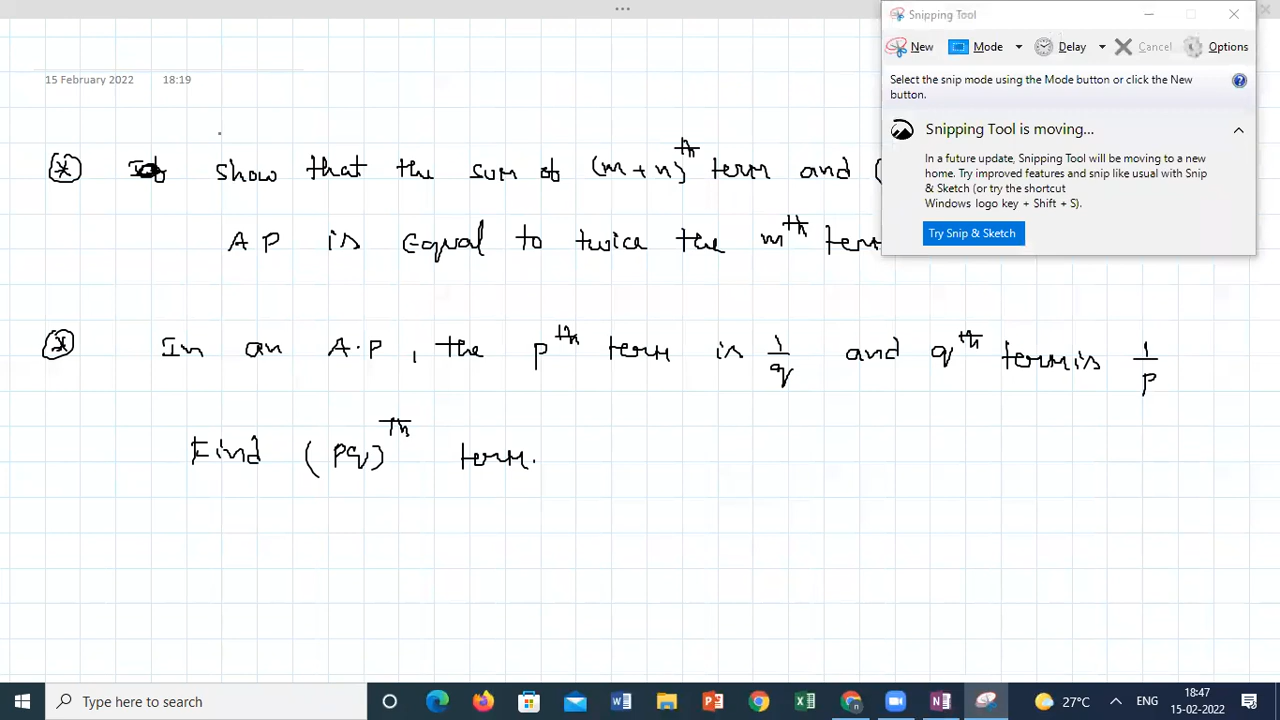 15 February 2022 18:19
show that the sum of (m+n)th term and (
AP is equal to twice the mth term
In an A.P, the pth term is 1/q and qth term is 1/p
Find (pq)Th term.
Snipping Tool
New Mode Delay Cancel Options
Select the snip mode using the Mode button or click the New
button.
Snipping Tool is moving...
In a future update, Snipping Tool will be moving to a new
home. Try improved features and snip like usual with Snip
& Sketch (or try the shortcut
Windows logo key + Shift + S).
Try Snip & Sketch
Type here to search
27°C ENG 18:47
15-02-2022